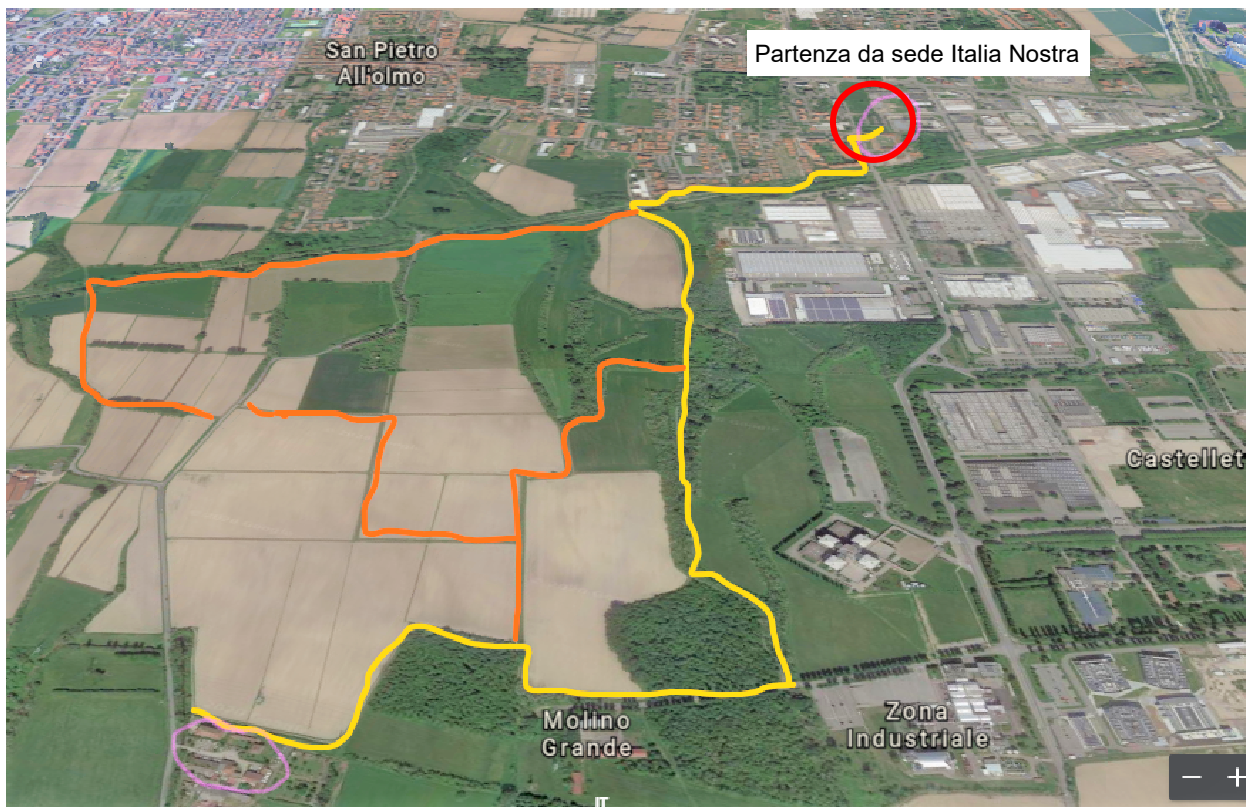 San Pietro
All'olmo
Partenza da sede Italia Nostra
Castellet
Molino
Grande
Zona
Industriale